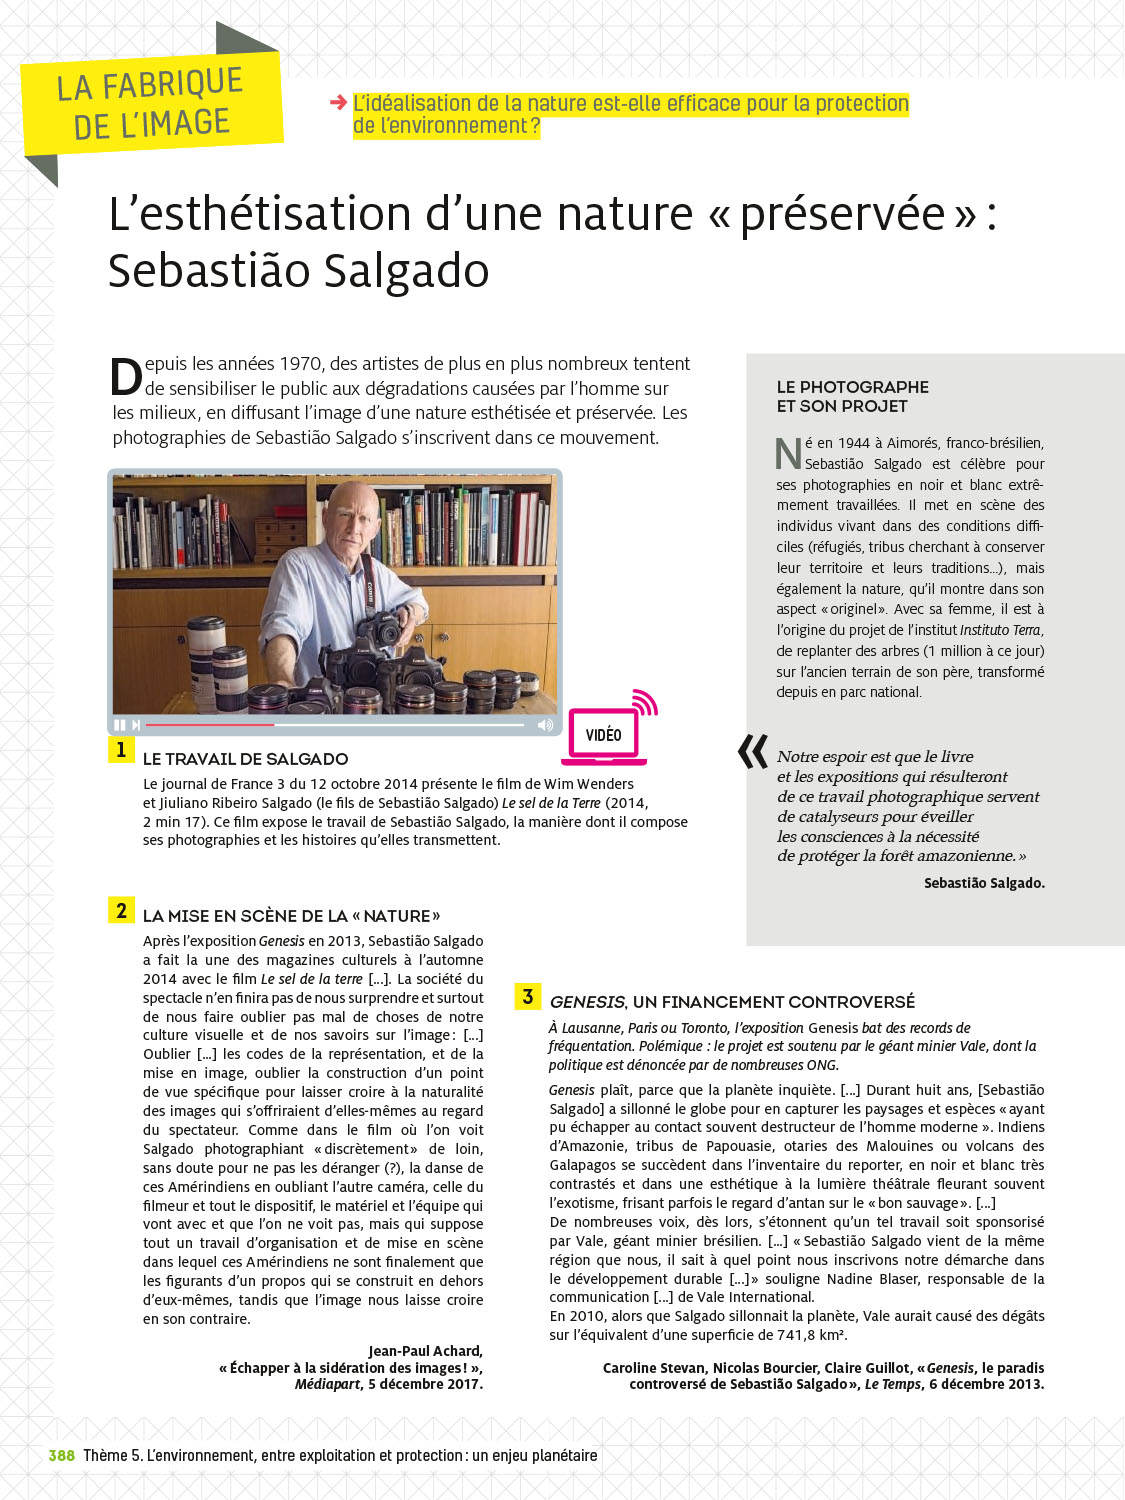 LA FABRIQUE
DE L'IMAGE
L'idéalisation de la nature est-elle efficace pour la protection
de l'environnement ?
L'esthétisation d'une nature « préservée » :
Sebastião Salgado
Depuis les années 1970, des artistes de plus en plus nombreux tentent
de sensibiliser le public aux dégradations causées par l'homme sur
les milieux, en diffusant l'image d'une nature esthétisée et préservée. Les
photographies de Sebastião Salgado s'inscrivent dans ce mouvement.
VIDÉO
1 LE TRAVAIL DE SALGADO
Le journal de France 3 du 12 octobre 2014 présente le film de Wim Wenders
et Jiuliano Ribeiro Salgado (le fils de Sebastião Salgado) Le sel de la Terre (2014,
2 min 17). Ce film expose le travail de Sebastião Salgado, la manière dont il compose
ses photographies et les histoires qu'elles transmettent.
LE PHOTOGRAPHE
ET SON PROJET
Né en 1944 à Aimorés, franco-brésilien,
Sebastião Salgado est célèbre pour
ses photographies en noir et blanc extrê-
mement travaillées. Il met en scène des
individus vivant dans des conditions diffi-
ciles (réfugiés, tribus cherchant à conserver
leur territoire et leurs traditions...), mais
également la nature, qu'il montre dans son
aspect « originel ». Avec sa femme, il est à
l'origine du projet de l'institut Instituto Terra,
de replanter des arbres (1 million à ce jour)
sur l'ancien terrain de son père, transformé
depuis en parc national.
« Notre espoir est que le livre
et les expositions qui résulteront
de ce travail photographique servent
de catalyseurs pour éveiller
les consciences à la nécessité
de protéger la forêt amazonienne. »
Sebastião Salgado.
2 LA MISE EN SCÈNE DE LA « NATURE »
Après l'exposition Genesis en 2013, Sebastião Salgado
a fait la une des magazines culturels à l'automne
2014 avec le film Le sel de la terre [...]. La société du
spectacle n'en finira pas de nous surprendre et surtout
de nous faire oublier pas mal de choses de notre
culture visuelle et de nos savoirs sur l'image : [...]
Oublier [...] les codes de la représentation, et de la
mise en image, oublier la construction d'un point
de vue spécifique pour laisser croire à la naturalité
des images qui s'offriraient d'elles-mêmes au regard
du spectateur. Comme dans le film où l'on voit
Salgado photographiant « discrètement » de loin,
sans doute pour ne pas les déranger (?), la danse de
ces Amérindiens en oubliant l'autre caméra, celle du
filmeur et tout le dispositif, le matériel et l'équipe qui
vont avec et que l'on ne voit pas, mais qui suppose
tout un travail d'organisation et de mise en scène
dans lequel ces Amérindiens ne sont finalement que
les figurants d'un propos qui se construit en dehors
d'eux-mêmes, tandis que l'image nous laisse croire
en son contraire.
Jean-Paul Achard,
« Échapper à la sidération des images ! »,
Médiapart, 5 décembre 2017.
3 GENESIS, UN FINANCEMENT CONTROVERSÉ
À Lausanne, Paris ou Toronto, l'exposition Genesis bat des records de
fréquentation. Polémique : le projet est soutenu par le géant minier Vale, dont la
politique est dénoncée par de nombreuses ONG.
Genesis plaît, parce que la planète inquiète. [...] Durant huit ans, [Sebastião
Salgado] a sillonné le globe pour en capturer les paysages et espèces « ayant
pu échapper au contact souvent destructeur de l'homme moderne ». Indiens
d'Amazonie, tribus de Papouasie, otaries des Malouines ou volcans des
Galapagos se succèdent dans l'inventaire du reporter, en noir et blanc très
contrastés et dans une esthétique à la lumière théâtrale fleurant souvent
l'exotisme, frisant parfois le regard d'antan sur le « bon sauvage ». [...]
De nombreuses voix, dès lors, s'étonnent qu'un tel travail soit sponsorisé
par Vale, géant minier brésilien. [...] « Sebastião Salgado vient de la même
région que nous, il sait à quel point nous inscrivons notre démarche dans
le développement durable [...] » souligne Nadine Blaser, responsable de la
communication [...] de Vale International.
En 2010, alors que Salgado sillonnait la planète, Vale aurait causé des dégâts
sur l'équivalent d'une superficie de 741,8 km².
Caroline Stevan, Nicolas Bourcier, Claire Guillot, « Genesis, le paradis
controversé de Sebastião Salgado », Le Temps, 6 décembre 2013.
388 Thème 5. L'environnement, entre exploitation et protection : un enjeu planétaire